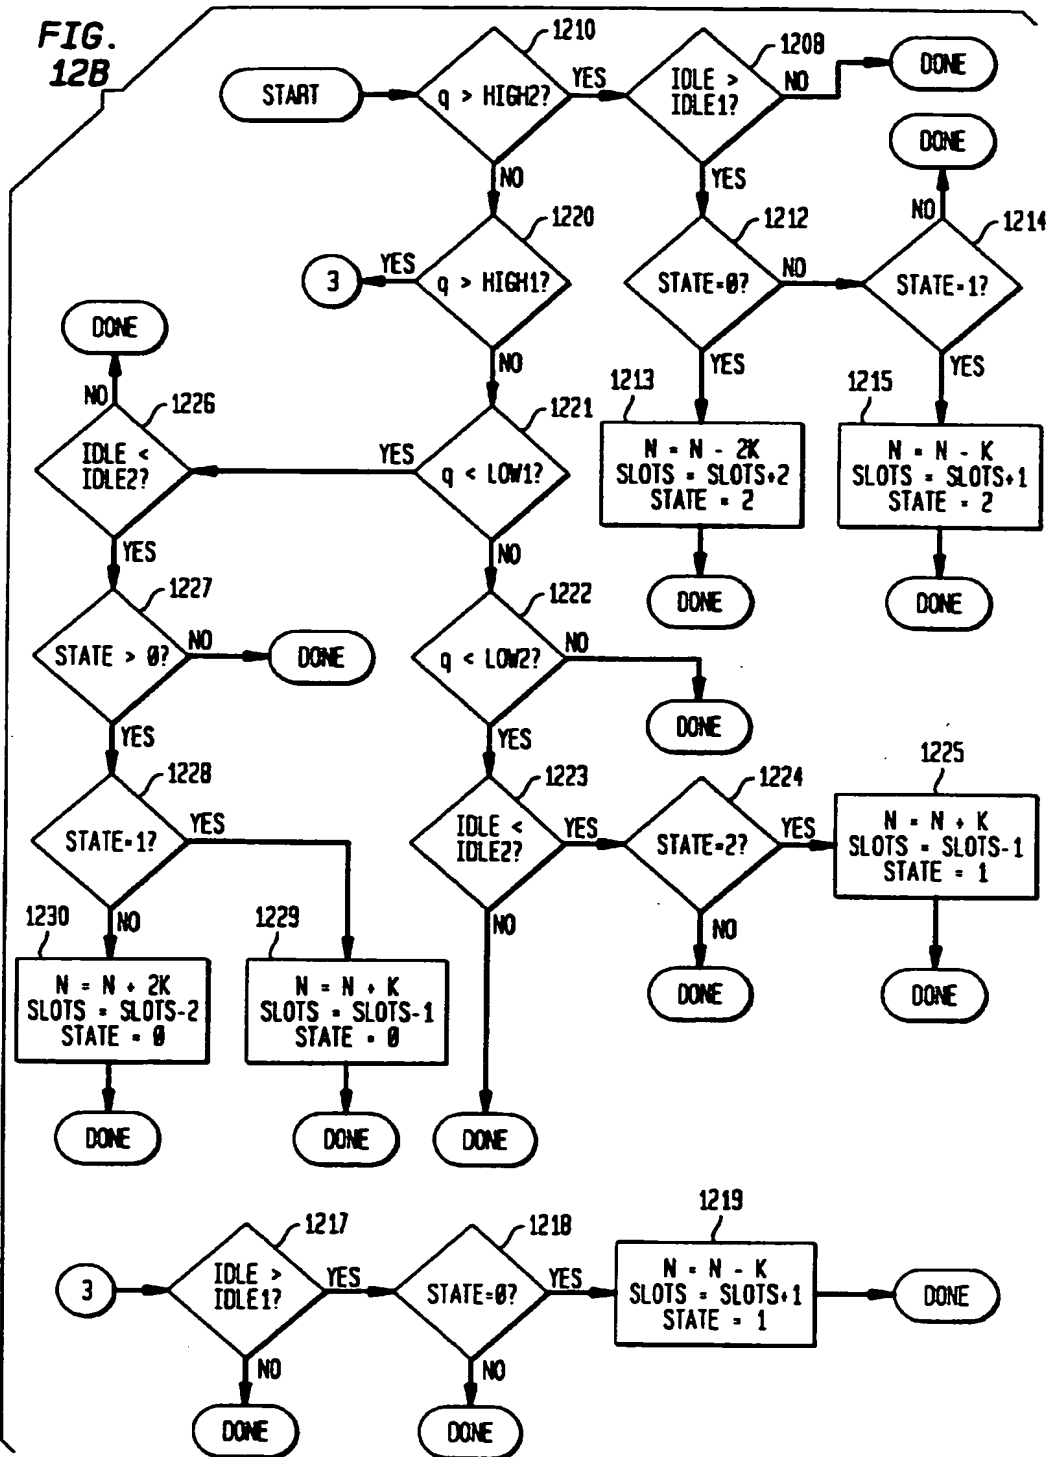 FIG.
12B
START
1210
q > HIGH2?
YES
NO
1208
IDLE >
IDLE1?
NO
YES
DONE
DONE
1220
q > HIGH1?
YES
3
NO
1212
STATE=0?
NO
YES
1214
STATE=1?
NO
YES
DONE
NO
1226
IDLE <
IDLE2?
YES
1221
q < LOW1?
YES
NO
1213
N = N - 2K
SLOTS = SLOTS+2
STATE = 2
DONE
1215
N = N - K
SLOTS = SLOTS+1
STATE = 2
DONE
1227
STATE > 0?
NO
DONE
YES
1222
q < LOW2?
NO
DONE
YES
1228
STATE=1?
YES
NO
1223
IDLE <
IDLE2?
YES
NO
1224
STATE=2?
YES
NO
DONE
1225
N = N + K
SLOTS = SLOTS-1
STATE = 1
DONE
1230
N = N + 2K
SLOTS = SLOTS-2
STATE = 0
DONE
1229
N = N + K
SLOTS = SLOTS-1
STATE = 0
DONE
DONE
3
1217
IDLE >
IDLE1?
YES
NO
DONE
1218
STATE=0?
YES
NO
DONE
1219
N = N - K
SLOTS = SLOTS+1
STATE = 1
DONE